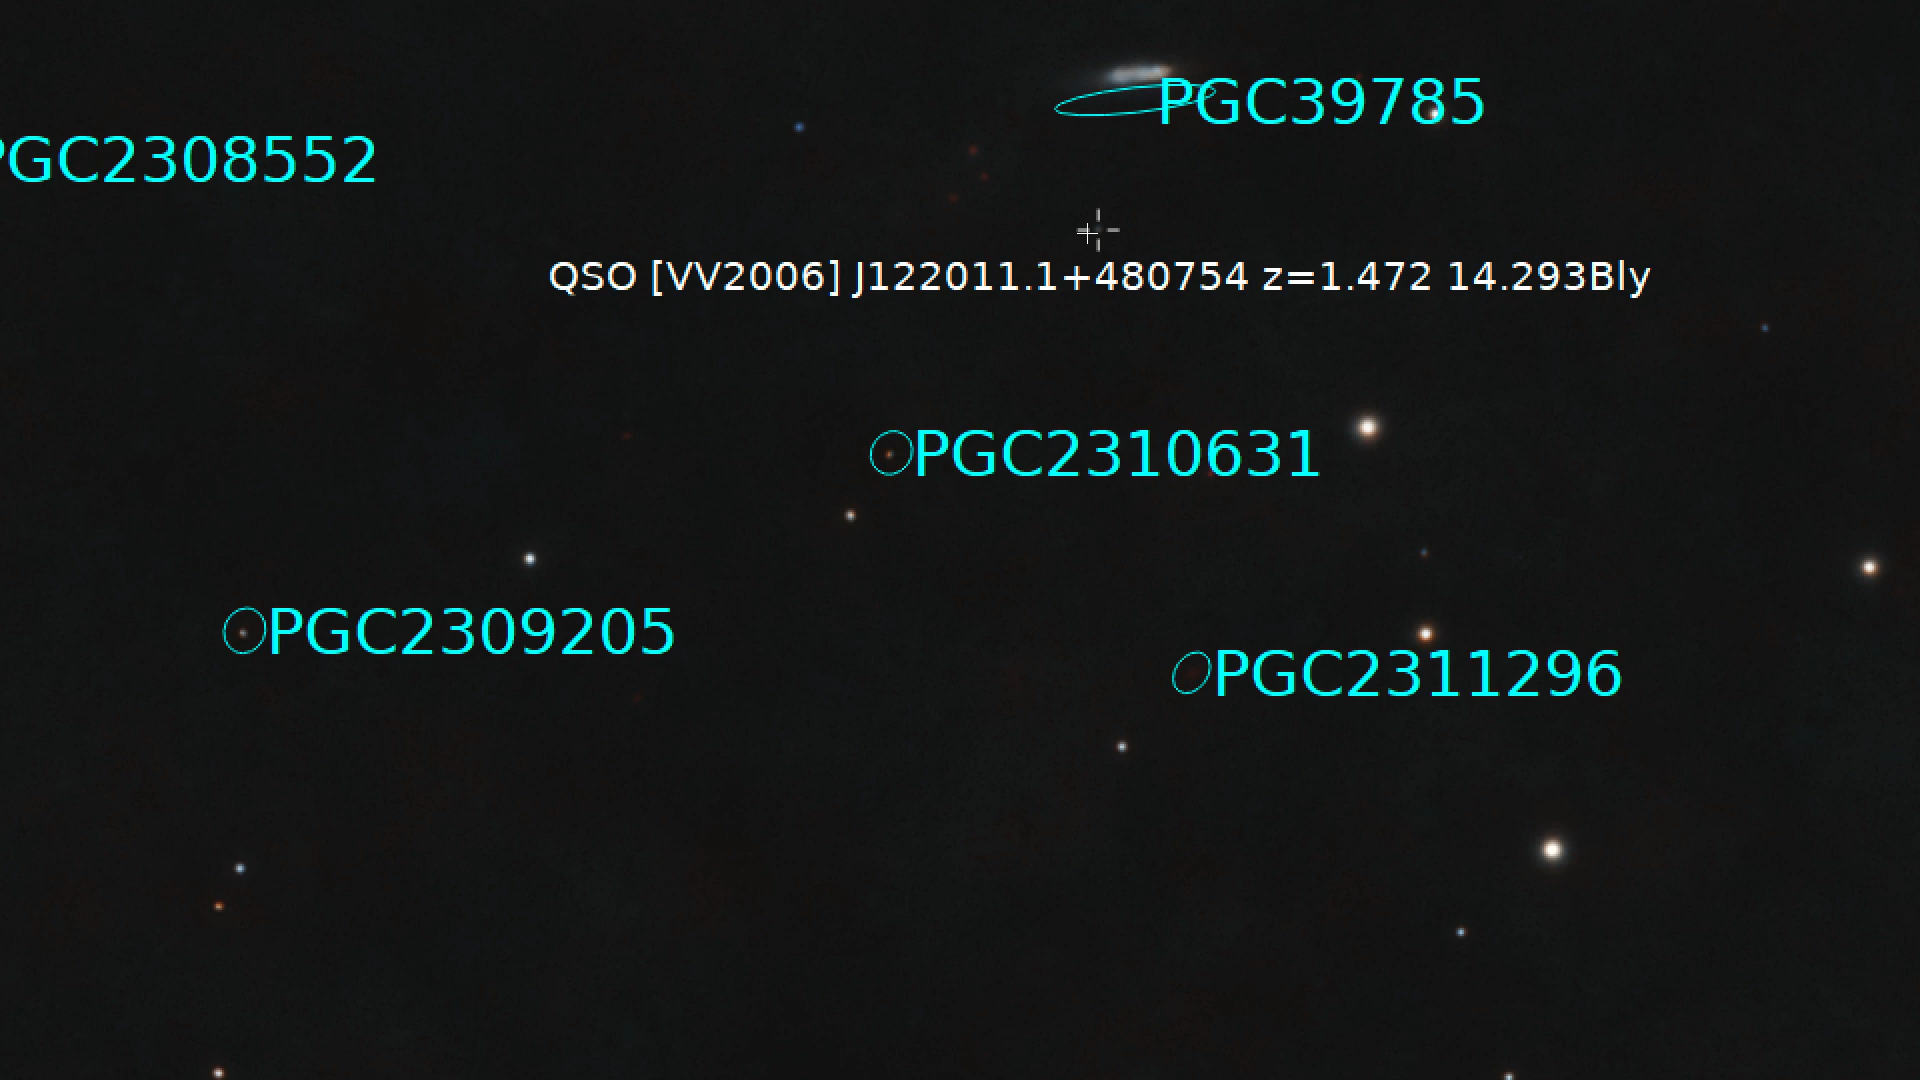 PGC39785
PGC2308552
QSO [VV2006] J122011.1+480754 z=1.472 14.293Bly
PGC2310631
PGC2309205
PGC2311296